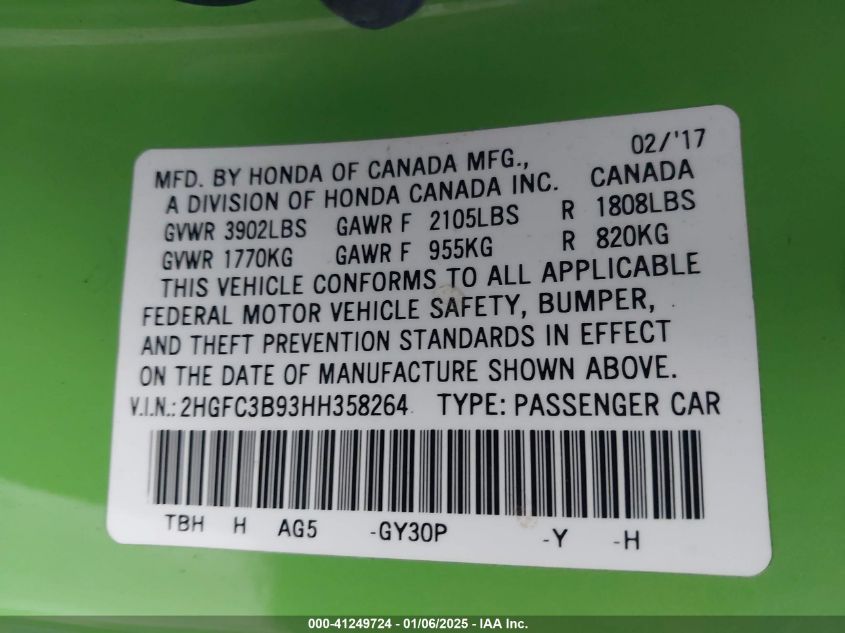 02/'17
MFD. BY HONDA OF CANADA MFG.,
A DIVISION OF HONDA CANADA INC. CANADA
GVWR 3902LBS GAWR F 2105LBS R 1808LBS
GVWR 1770KG GAWR F 955KG R 820KG
THIS VEHICLE CONFORMS TO ALL APPLICABLE
FEDERAL MOTOR VEHICLE SAFETY, BUMPER,
AND THEFT PREVENTION STANDARDS IN EFFECT
ON THE DATE OF MANUFACTURE SHOWN ABOVE.
V.I.N.: 2HGFC3B93HH358264 TYPE: PASSENGER CAR
TBH H AG5 -GY30P -Y -H
000-41249724 | 01/06/2025 - IAA Inc.